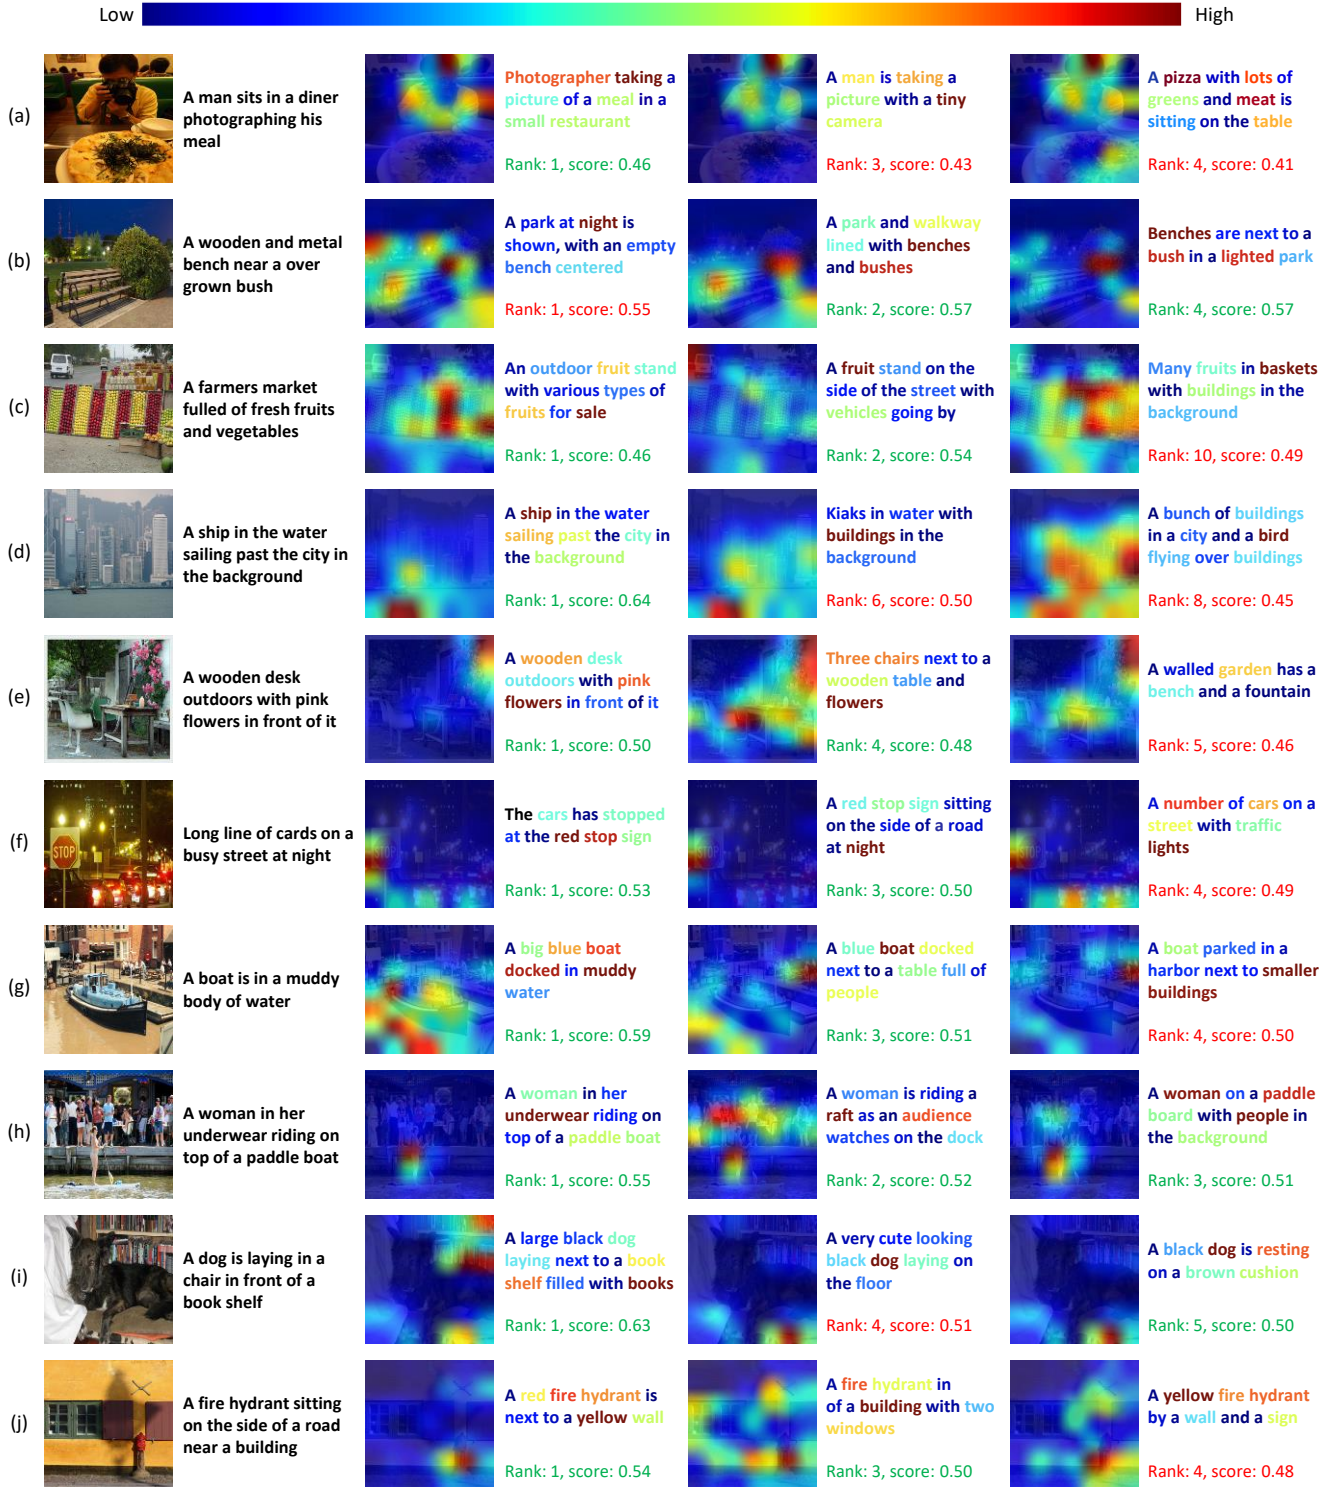 Low High
(a)
A man sits in a diner
photographing his
meal
Photographer taking a
picture of a meal in a
small restaurant
Rank: 1, score: 0.46
A man is taking a
picture with a tiny
camera
Rank: 3, score: 0.43
A pizza with lots of
greens and meat is
sitting on the table
Rank: 4, score: 0.41
(b)
A wooden and metal
bench near a over
grown bush
A park at night is
shown, with an empty
bench centered
Rank: 1, score: 0.55
A park and walkway
lined with benches
and bushes
Rank: 2, score: 0.57
Benches are next to a
bush in a lighted park
Rank: 4, score: 0.57
(c)
A farmers market
fulled of fresh fruits
and vegetables
An outdoor fruit stand
with various types of
fruits for sale
Rank: 1, score: 0.46
A fruit stand on the
side of the street with
vehicles going by
Rank: 2, score: 0.54
Many fruits in baskets
with buildings in the
background
Rank: 10, score: 0.49
(d)
A ship in the water
sailing past the city in
the background
A ship in the water
sailing past the city in
the background
Rank: 1, score: 0.64
Kiaks in water with
buildings in the
background
Rank: 6, score: 0.50
A bunch of buildings
in a city and a bird
flying over buildings
Rank: 8, score: 0.45
(e)
A wooden desk
outdoors with pink
flowers in front of it
A wooden desk
outdoors with pink
flowers in front of it
Rank: 1, score: 0.50
Three chairs next to a
wooden table and
flowers
Rank: 4, score: 0.48
A walled garden has a
bench and a fountain
Rank: 5, score: 0.46
(f)
STOP
Long line of cards on a
busy street at night
The cars has stopped
at the red stop sign
Rank: 1, score: 0.53
A red stop sign sitting
on the side of a road
at night
Rank: 3, score: 0.50
A number of cars on a
street with traffic
lights
Rank: 4, score: 0.49
(g)
A boat is in a muddy
body of water
A big blue boat
docked in muddy
water
Rank: 1, score: 0.59
A blue boat docked
next to a table full of
people
Rank: 3, score: 0.51
A boat parked in a
harbor next to smaller
buildings
Rank: 4, score: 0.50
(h)
A woman in her
underwear riding on
top of a paddle boat
A woman in her
underwear riding on
top of a paddle boat
Rank: 1, score: 0.55
A woman is riding a
raft as an audience
watches on the dock
Rank: 2, score: 0.52
A woman on a paddle
board with people in
the background
Rank: 3, score: 0.51
(i)
A dog is laying in a
chair in front of a
book shelf
A large black dog
laying next to a book
shelf filled with books
Rank: 1, score: 0.63
A very cute looking
black dog laying on
the floor
Rank: 4, score: 0.51
A black dog is resting
on a brown cushion
Rank: 5, score: 0.50
(j)
A fire hydrant sitting
on the side of a road
near a building
A red fire hydrant is
next to a yellow wall
Rank: 1, score: 0.54
A fire hydrant in
of a building with two
windows
Rank: 3, score: 0.50
A yellow fire hydrant
by a wall and a sign
Rank: 4, score: 0.48